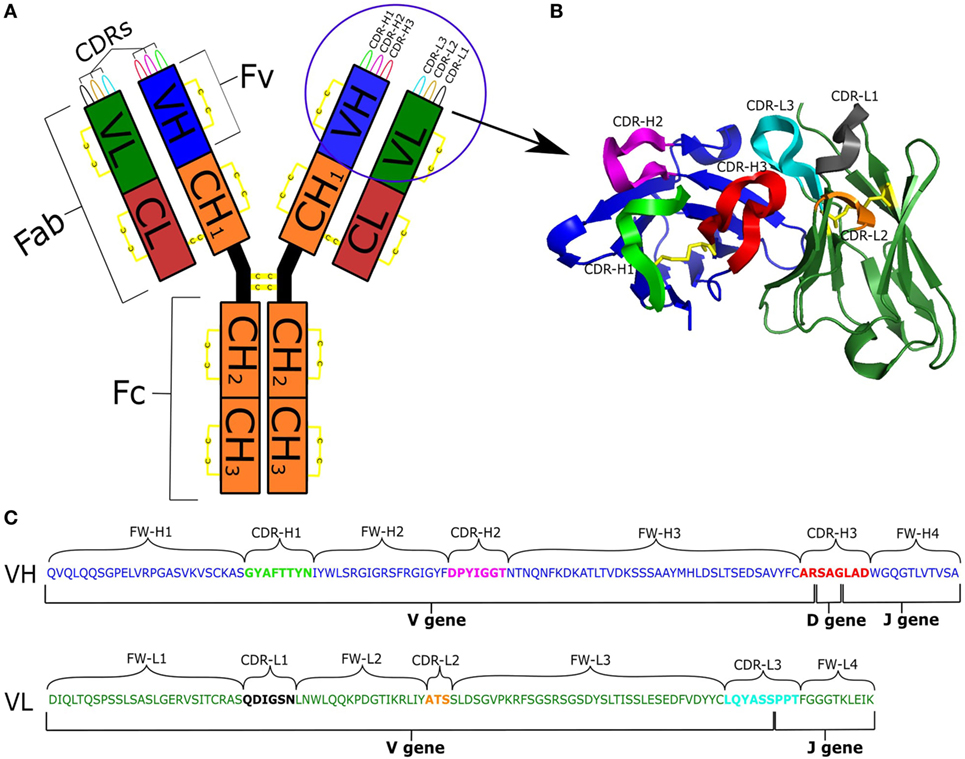 A
CDRs
Fv
CDR-H1
CDR-H2
CDR-H3
CDR-L3
CDR-L2
CDR-L1
VL
VH
VH
VL
Fab
CL
CH1
CH1
CL
c c
c c
Fc
CH2
CH2
CH3
CH3
B
CDR-H2
CDR-L3
CDR-L1
CDR-H3
CDR-L2
CDR-H1
C
FW-H1 CDR-H1 FW-H2 CDR-H2 FW-H3 CDR-H3 FW-H4
VH QVQLQQSGPELVRPGASVKVSCKASGYAFTTYNIYWLSRGIGRSFRGIGYFDPYIGGTNTNQNFKDKATLTVDKSSSAAYMHLDSLTSEDSAVYFCARSAGLADWGQGTLVTVSA
V gene D gene J gene
FW-L1 CDR-L1 FW-L2 CDR-L2 FW-L3 CDR-L3 FW-L4
VL DIQLTQSPSSLSASLGERVSITCRASQDIGSNLNWLQQKPDGTIKRLIYATSSLDSGVPKRFSGSRSGSDYSLTISSLESEDFVDYYCLQYASSPPTFGGGTKLEIK
V gene J gene